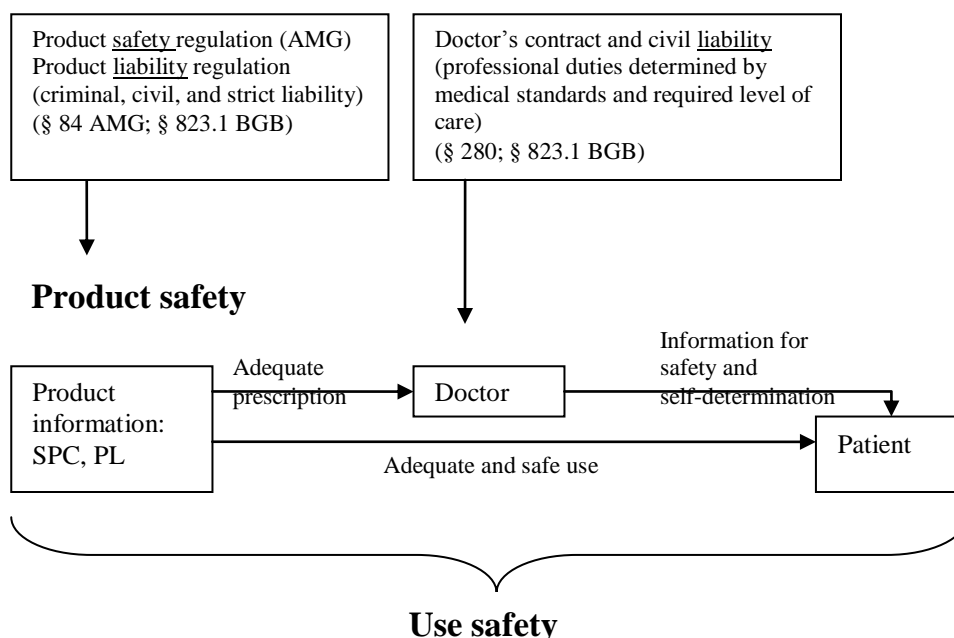 Product safety regulation (AMG)
Product liability regulation
(criminal, civil, and strict liability)
(§ 84 AMG; § 823.1 BGB)
Doctor’s contract and civil liability
(professional duties determined by
medical standards and required level of
care)
(§ 280; § 823.1 BGB)
Product safety
Adequate
prescription
Information for
safety and
self-determination
Product
information:
SPC, PL
Doctor
Patient
Adequate and safe use
Use safety